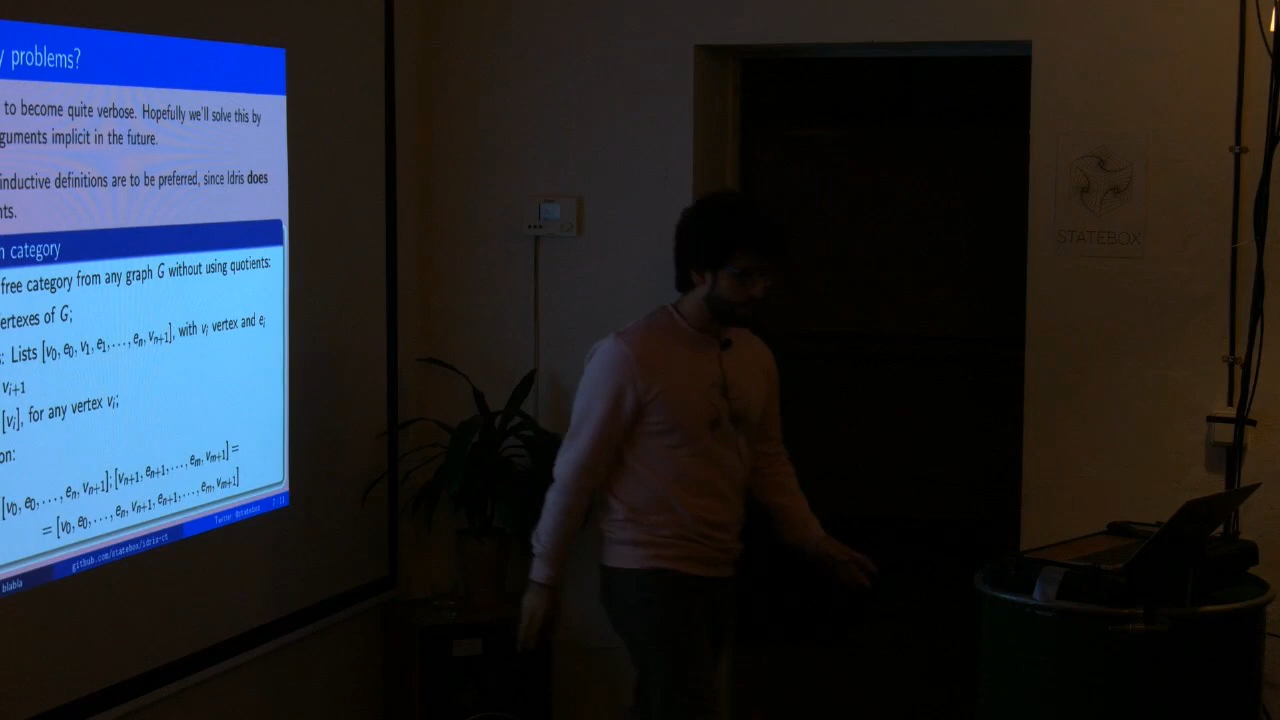 y problems?
to become quite verbose. Hopefully we'll solve this by
guments implicit in the future.
inductive definitions are to be preferred, since Idris does
nts.
n category
free category from any graph G without using quotients:
ertexes of G;
: Lists [v₀, e₀, v₁, e₁, . . . , eₙ, vₙ₊₁], with vᵢ vertex and eᵢ
vᵢ₊₁
[vᵢ], for any vertex vᵢ;
on:
[v₀, e₀, . . . , eₙ, vₙ₊₁]; [vₙ₊₁, eₙ₊₁, . . . , eₘ, vₘ₊₁] =
= [v₀, e₀, . . . , eₙ, vₙ₊₁, eₙ₊₁, . . . , eₘ, vₘ₊₁]
blabla github.com/statebox/idris-ct Twitter @statebox 7/11
STATEBOX